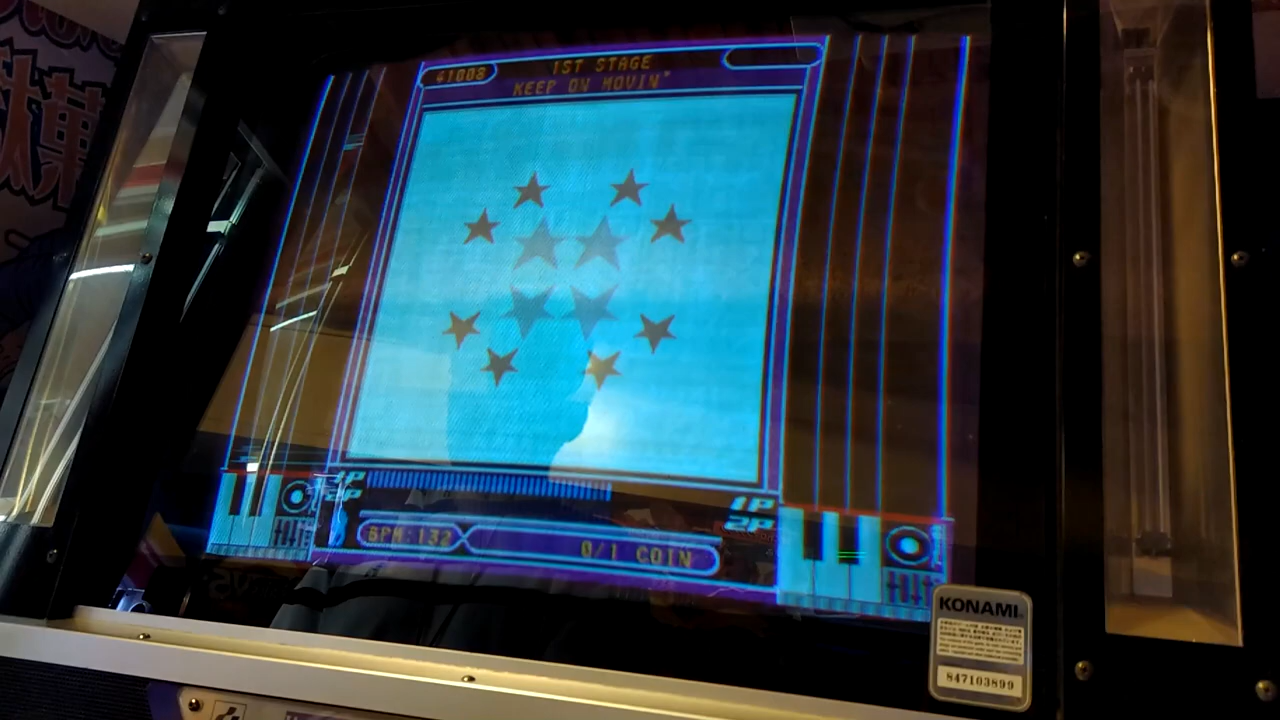 41008
1ST STAGE
KEEP ON MOVIN'
1P
2P
1P
2P
BPM:132
0/1 COIN
KONAMI
847103899